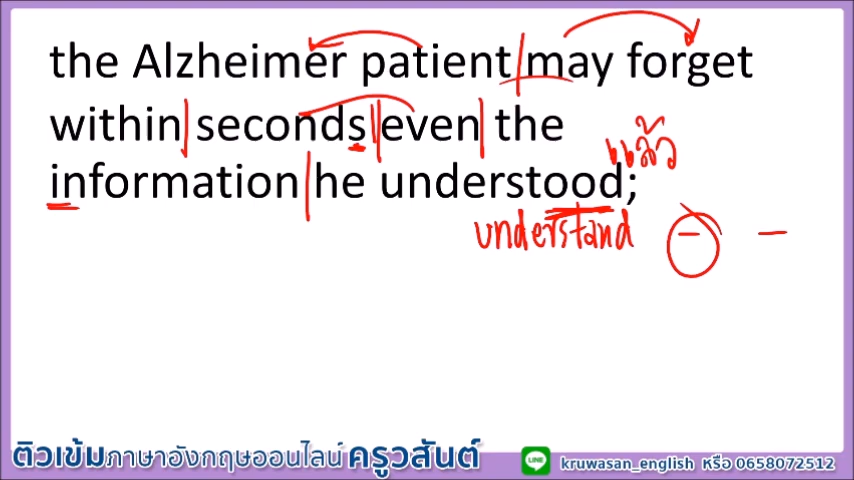 the Alzheimer patient may forget
within seconds even the
แล้ว
information he understood;
understand
ติวเข้มภาษาอังกฤษออนไลน์ ครูวสันต์
LINE kruwasan_english หรือ 0658072512